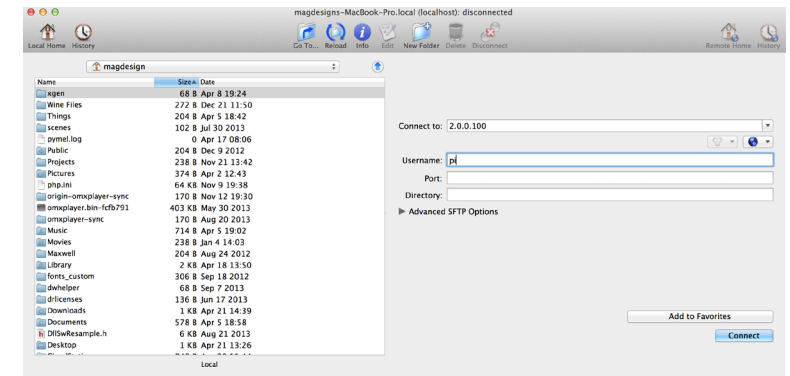 magdesigns-MacBook-Pro.local (localhost): disconnected
Local Home History Go To... Reload Info Edit New Folder Delete Disconnect Remote Home History
magdesign
Name Size Date
xgen 68 B Apr 8 19:24
Wine Files 272 B Dec 21 11:50
Things 204 B Apr 5 18:42
scenes 102 B Jul 30 2013
pymel.log 0 Apr 17 08:06
Public 204 B Dec 9 2012
Projects 238 B Nov 21 13:42
Pictures 374 B Apr 2 12:43
php.ini 64 KB Nov 9 19:38
origin-omxplayer-sync 170 B Nov 12 19:30
omxplayer.bin-fcfb791 403 KB May 30 2013
omxplayer-sync 170 B Aug 20 2013
Music 714 B Apr 5 19:02
Movies 238 B Jan 4 14:03
Maxwell 204 B Aug 24 2012
Library 2 KB Apr 18 13:50
fonts_custom 306 B Sep 18 2012
dwhelper 68 B Sep 7 2013
drlicenses 136 B Jun 17 2013
Downloads 1 KB Apr 21 14:39
Documents 578 B Apr 5 18:58
DllSwResample.h 6 KB Aug 21 2013
Desktop 1 KB Apr 21 13:26
Local
Connect to: 2.0.0.100
Username: pi
Port:
Directory:
Advanced SFTP Options
Add to Favorites
Connect